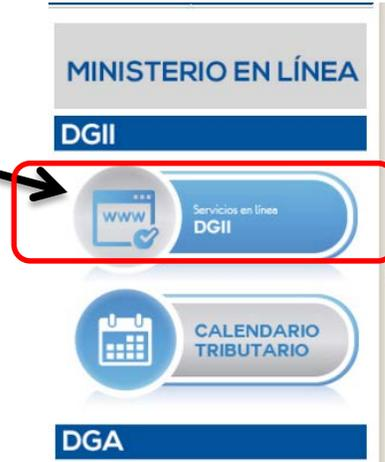 MINISTERIO EN LÍNEA
DGII
www
Servicios en línea
DGII
CALENDARIO
TRIBUTARIO
DGA